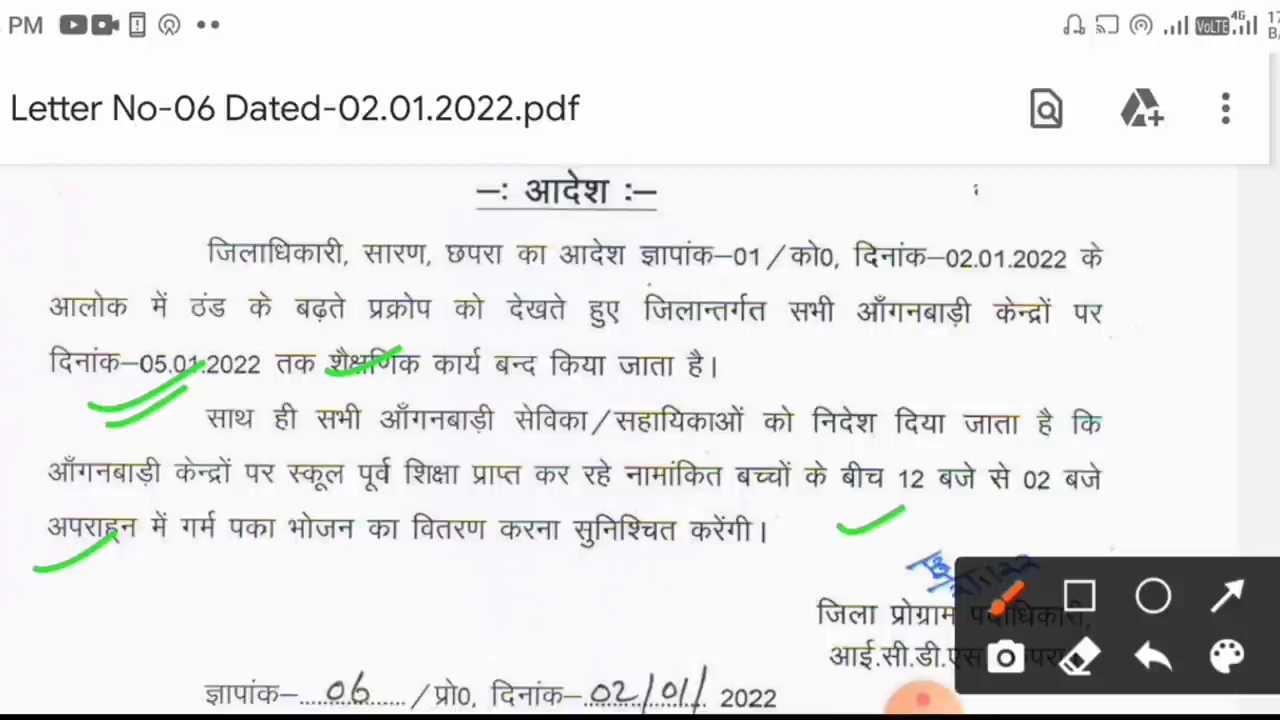 PM
4G
VoLTE
Letter No-06 Dated-02.01.2022.pdf
–: आदेश :–
जिलाधिकारी, सारण, छपरा का आदेश ज्ञापांक–01/को0, दिनांक–02.01.2022 के
आलोक में ठंड के बढ़ते प्रकोप को देखते हुए जिलान्तर्गत सभी आँगनबाड़ी केन्द्रों पर
दिनांक–05.01.2022 तक शैक्षणिक कार्य बन्द किया जाता है।
साथ ही सभी आँगनबाड़ी सेविका/सहायिकाओं को निदेश दिया जाता है कि
आँगनबाड़ी केन्द्रों पर स्कूल पूर्व शिक्षा प्राप्त कर रहे नामांकित बच्चों के बीच 12 बजे से 02 बजे
अपराह्न में गर्म पका भोजन का वितरण करना सुनिश्चित करेंगी।
जिला प्रोग्राम पदाधिकारी,
आई.सी.डी.एस
ज्ञापांक–....06....../प्रो0, दिनांक–02/01/ 2022